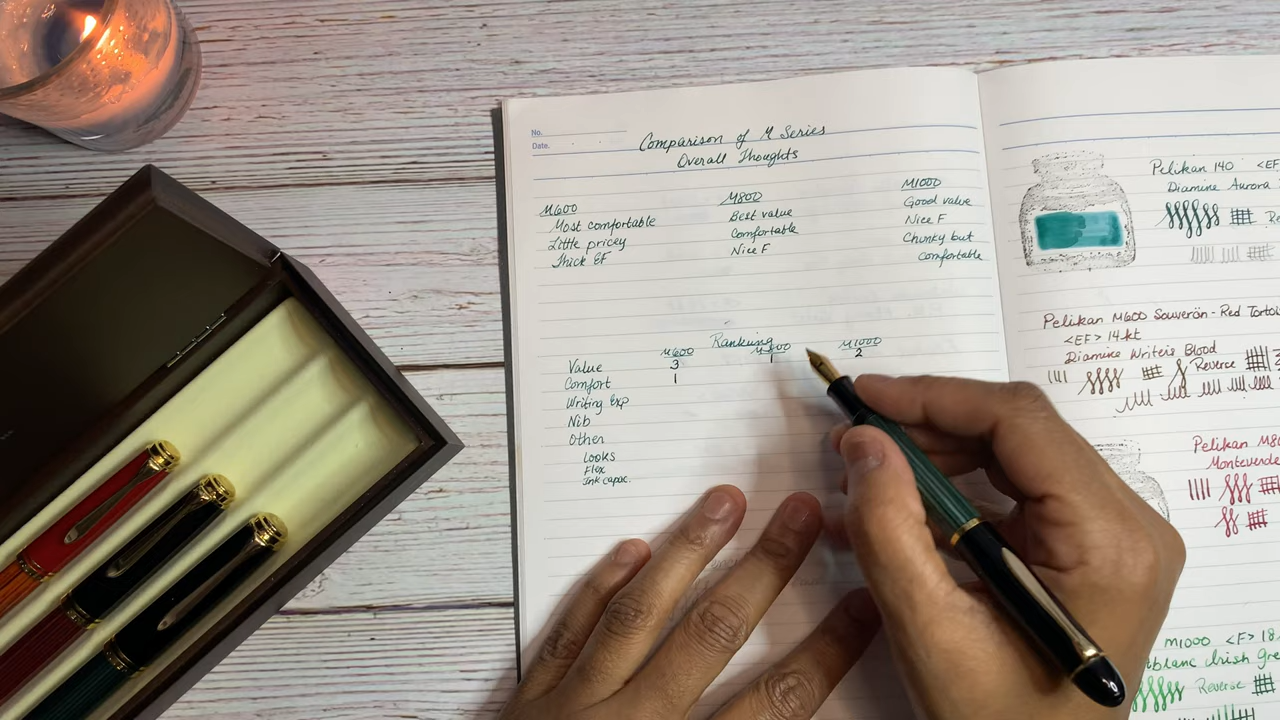 No.
Date.
Comparison of M Series
Overall Thoughts
M600
Most comfortable
Little pricey
Thick EF
M800
Best value
Comfortable
Nice F
M1000
Good value
Nice F
Chunky but
comfortable
Ranking
M600 M800 M1000
Value 3 1 2
Comfort 1
Writing Exp
Nib
Other
Looks
Flex
Ink capac.
Pelikan 140 <EF
Diamine Aurora
Pelikan M600 Souverän - Red Torto
<EF> 14kt
Diamine Writer's Blood
Reverse
Pelikan M8
Monteverde
M1000 <F> 18
tblanc Irish Gre
Reverse